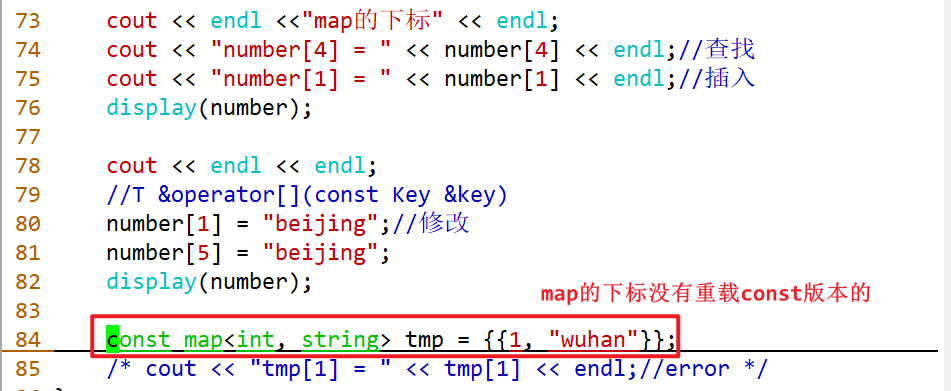 73 cout << endl <<"map的下标" << endl;
74 cout << "number[4] = " << number[4] << endl;//查找
75 cout << "number[1] = " << number[1] << endl;//插入
76 display(number);
77
78 cout << endl << endl;
79 //T &operator[](const Key &key)
80 number[1] = "beijing";//修改
81 number[5] = "beijing";
82 display(number);
map的下标没有重载const版本的
83
84 const map<int, string> tmp = {{1, "wuhan"}};
85 /* cout << "tmp[1] = " << tmp[1] << endl;//error */